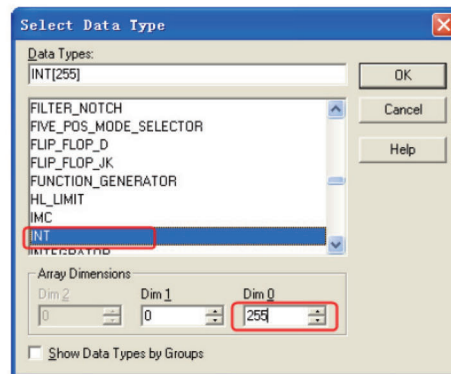 Select Data Type
Data Types:
INT[255]
OK
FILTER_NOTCH
Cancel
FIVE_POS_MODE_SELECTOR
FLIP_FLOP_D
FLIP_FLOP_JK
Help
FUNCTION_GENERATOR
HL_LIMIT
IMC
INT
INTEGRATOR
Array Dimensions
Dim 2 Dim 1 Dim 0
0 0 255
Show Data Types by Groups